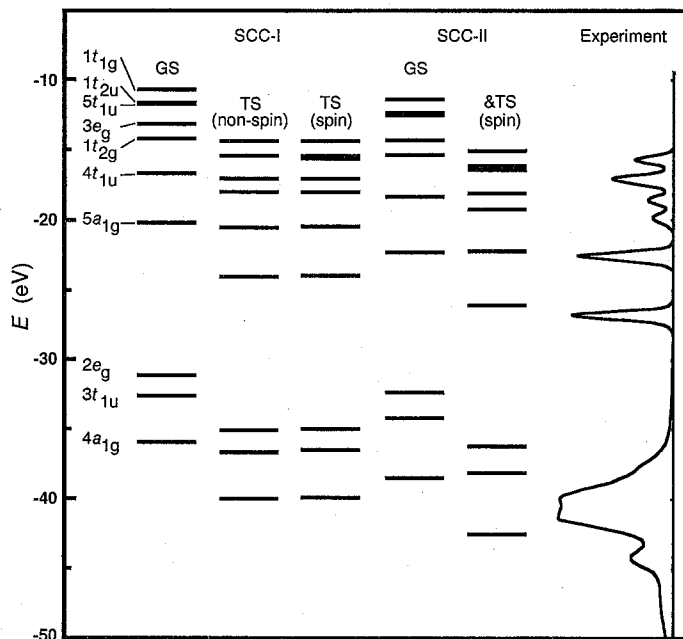 SCC-I SCC-II Experiment
GS GS
TS (non-spin) TS (spin) &TS (spin)
1t1g
1t2u
5t1u
3eg
1t2g
4t1u
5a1g
2eg
3t1u
4a1g
-10
-20
-30
-40
-50
E (eV)